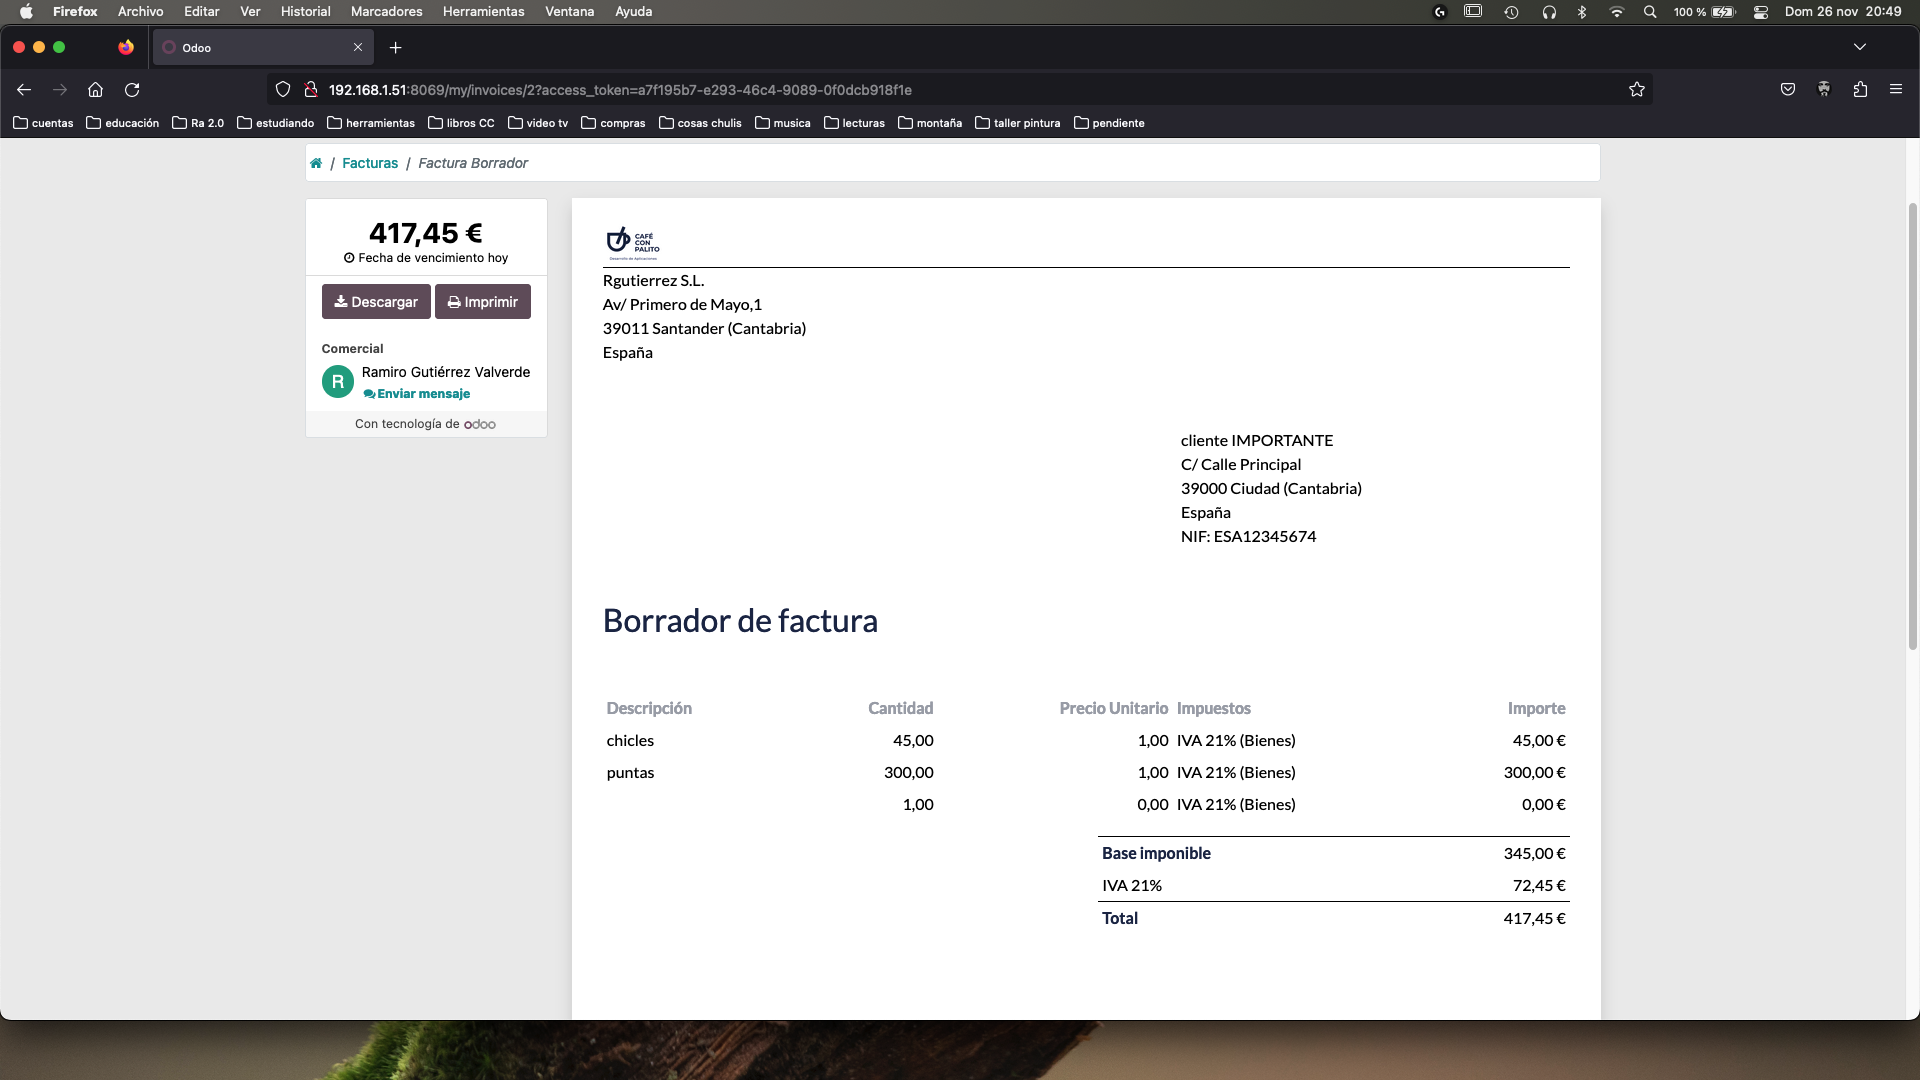 Firefox Archivo Editar Ver Historial Marcadores Herramientas Ventana Ayuda 100 % Dom 26 nov 20:49
Odoo
192.168.1.51:8069/my/invoices/2?access_token=a7f195b7-e293-46c4-9089-0f0dcb918f1e
cuentas educación Ra 2.0 estudiando herramientas libros CC video tv compras cosas chulis musica lecturas montaña taller pintura pendiente
/ Facturas / Factura Borrador
417,45 €
Fecha de vencimiento hoy
Descargar Imprimir
Comercial
R Ramiro Gutiérrez Valverde
Enviar mensaje
Con tecnología de odoo
CAFÉ
CON
PALITO
Desarrollo de Aplicaciones
Rgutierrez S.L.
Av/ Primero de Mayo,1
39011 Santander (Cantabria)
España
cliente IMPORTANTE
C/ Calle Principal
39000 Ciudad (Cantabria)
España
NIF: ESA12345674
Borrador de factura
Descripción Cantidad Precio Unitario Impuestos Importe
chicles 45,00 1,00 IVA 21% (Bienes) 45,00 €
puntas 300,00 1,00 IVA 21% (Bienes) 300,00 €
1,00 0,00 IVA 21% (Bienes) 0,00 €
Base imponible 345,00 €
IVA 21% 72,45 €
Total 417,45 €